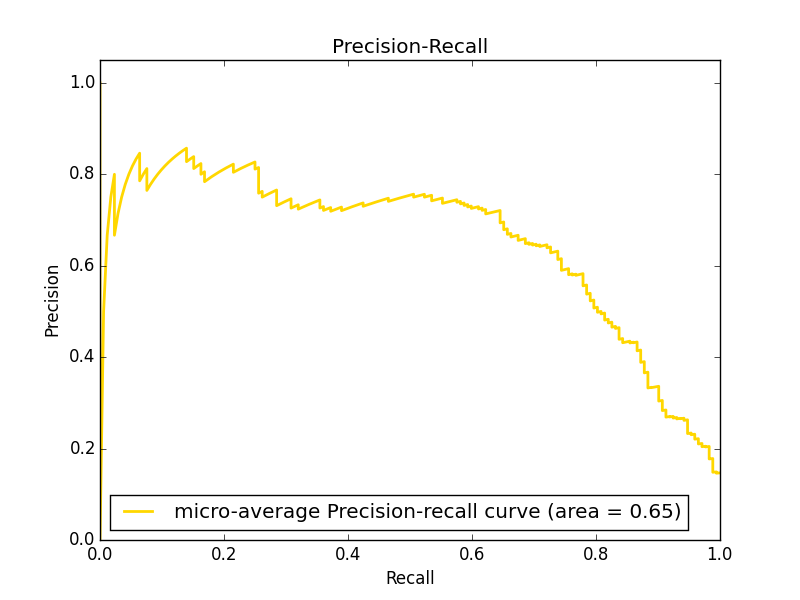 Precision-Recall
1.0
0.8
0.6
0.4
0.2
0.0
Precision
micro-average Precision-recall curve (area = 0.65)
0.0 0.2 0.4 0.6 0.8 1.0
Recall